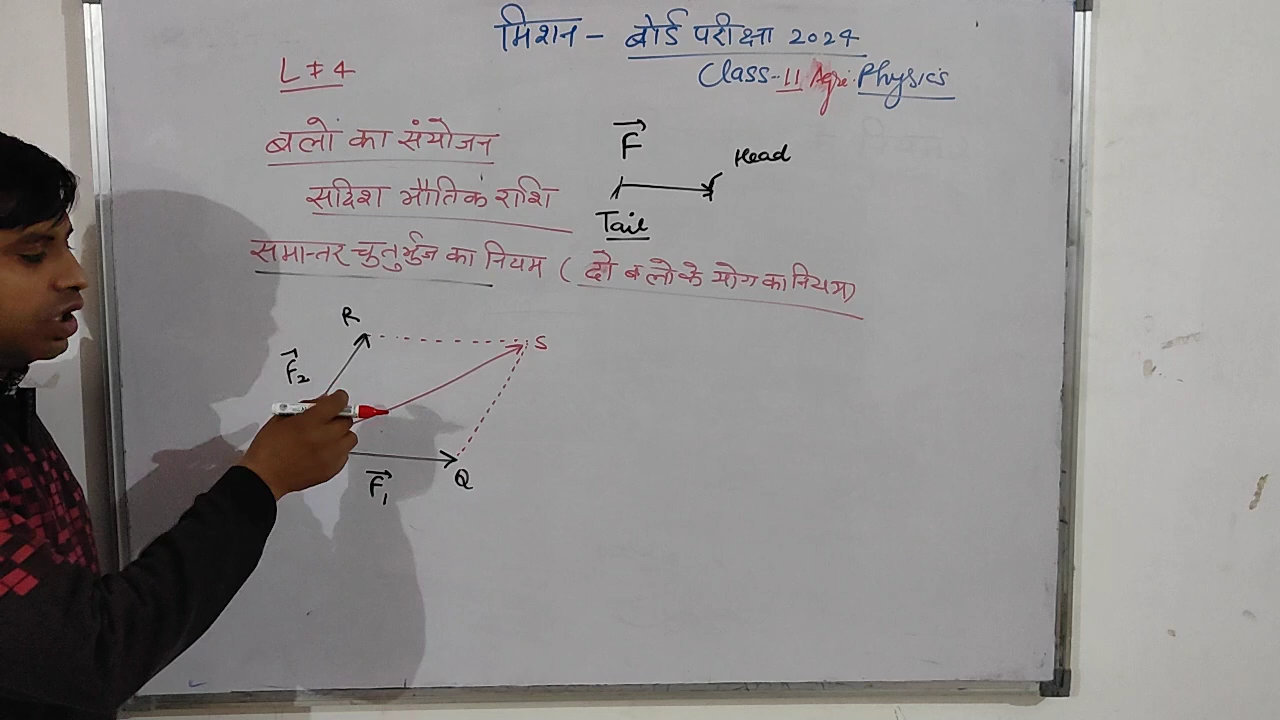 मिशन - बोर्ड परीक्षा 2024
Class-11 Agri Physics
L # 4
बलों का संयोजन
सदिश भौतिक राशि
F
Head
Tail
समान्तर चुतुर्भुज का नियम ( दो बलो के योग का नियम)
R
S
F₂
F₁
Q